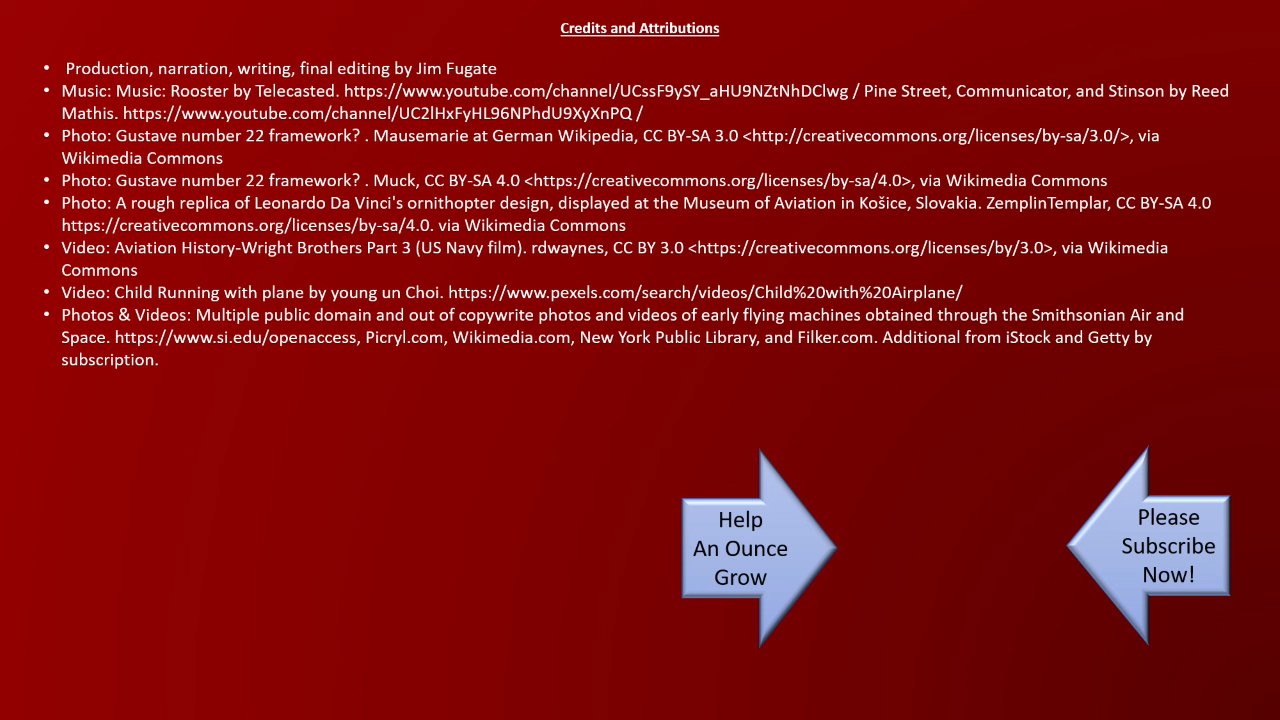 Credits and Attributions
• Production, narration, writing, final editing by Jim Fugate
• Music: Music: Rooster by Telecasted. https://www.youtube.com/channel/UCssF9ySY_aHU9NZtNhDClwg / Pine Street, Communicator, and Stinson by Reed
Mathis. https://www.youtube.com/channel/UC2lHxFyHL96NPhdU9XyXnPQ /
• Photo: Gustave number 22 framework? . Mausemarie at German Wikipedia, CC BY-SA 3.0 <http://creativecommons.org/licenses/by-sa/3.0/>, via
Wikimedia Commons
• Photo: Gustave number 22 framework? . Muck, CC BY-SA 4.0 <https://creativecommons.org/licenses/by-sa/4.0>, via Wikimedia Commons
• Photo: A rough replica of Leonardo Da Vinci's ornithopter design, displayed at the Museum of Aviation in Košice, Slovakia. ZemplinTemplar, CC BY-SA 4.0
https://creativecommons.org/licenses/by-sa/4.0. via Wikimedia Commons
• Video: Aviation History-Wright Brothers Part 3 (US Navy film). rdwaynes, CC BY 3.0 <https://creativecommons.org/licenses/by/3.0>, via Wikimedia
Commons
• Video: Child Running with plane by young un Choi. https://www.pexels.com/search/videos/Child%20with%20Airplane/
• Photos & Videos: Multiple public domain and out of copywrite photos and videos of early flying machines obtained through the Smithsonian Air and
Space. https://www.si.edu/openaccess, Picryl.com, Wikimedia.com, New York Public Library, and Filker.com. Additional from iStock and Getty by
subscription.
Help
An Ounce
Grow
Please
Subscribe
Now!